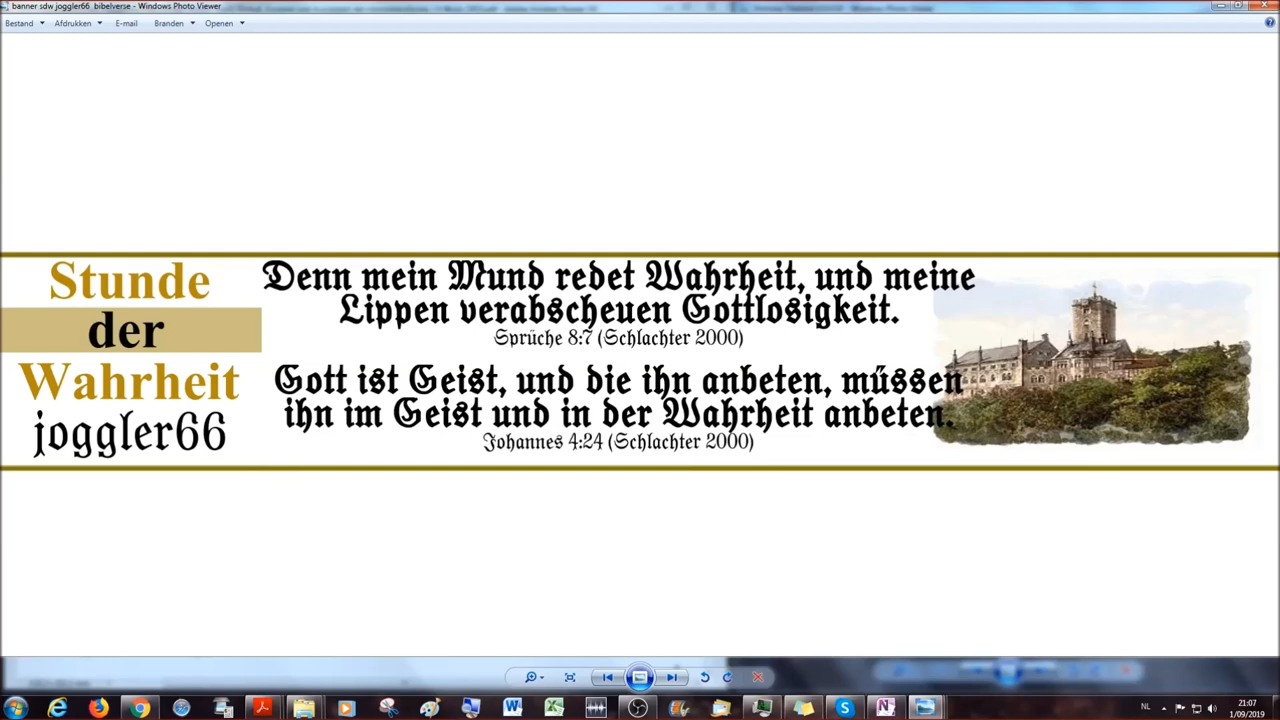 banner sdw joggler66 bibelverse - Windows Photo Viewer
Bestand Afdrukken E-mail Branden Openen
Stunde
der
Wahrheit
joggler66
Denn mein Mund redet Wahrheit, und meine
Lippen verabscheuen Gottlosigkeit.
Sprüche 8:7 (Schlachter 2000)
Gott ist Geist, und die ihn anbeten, müssen
ihn im Geist und in der Wahrheit anbeten.
Johannes 4:24 (Schlachter 2000)
NL
21:07
1/09/2019